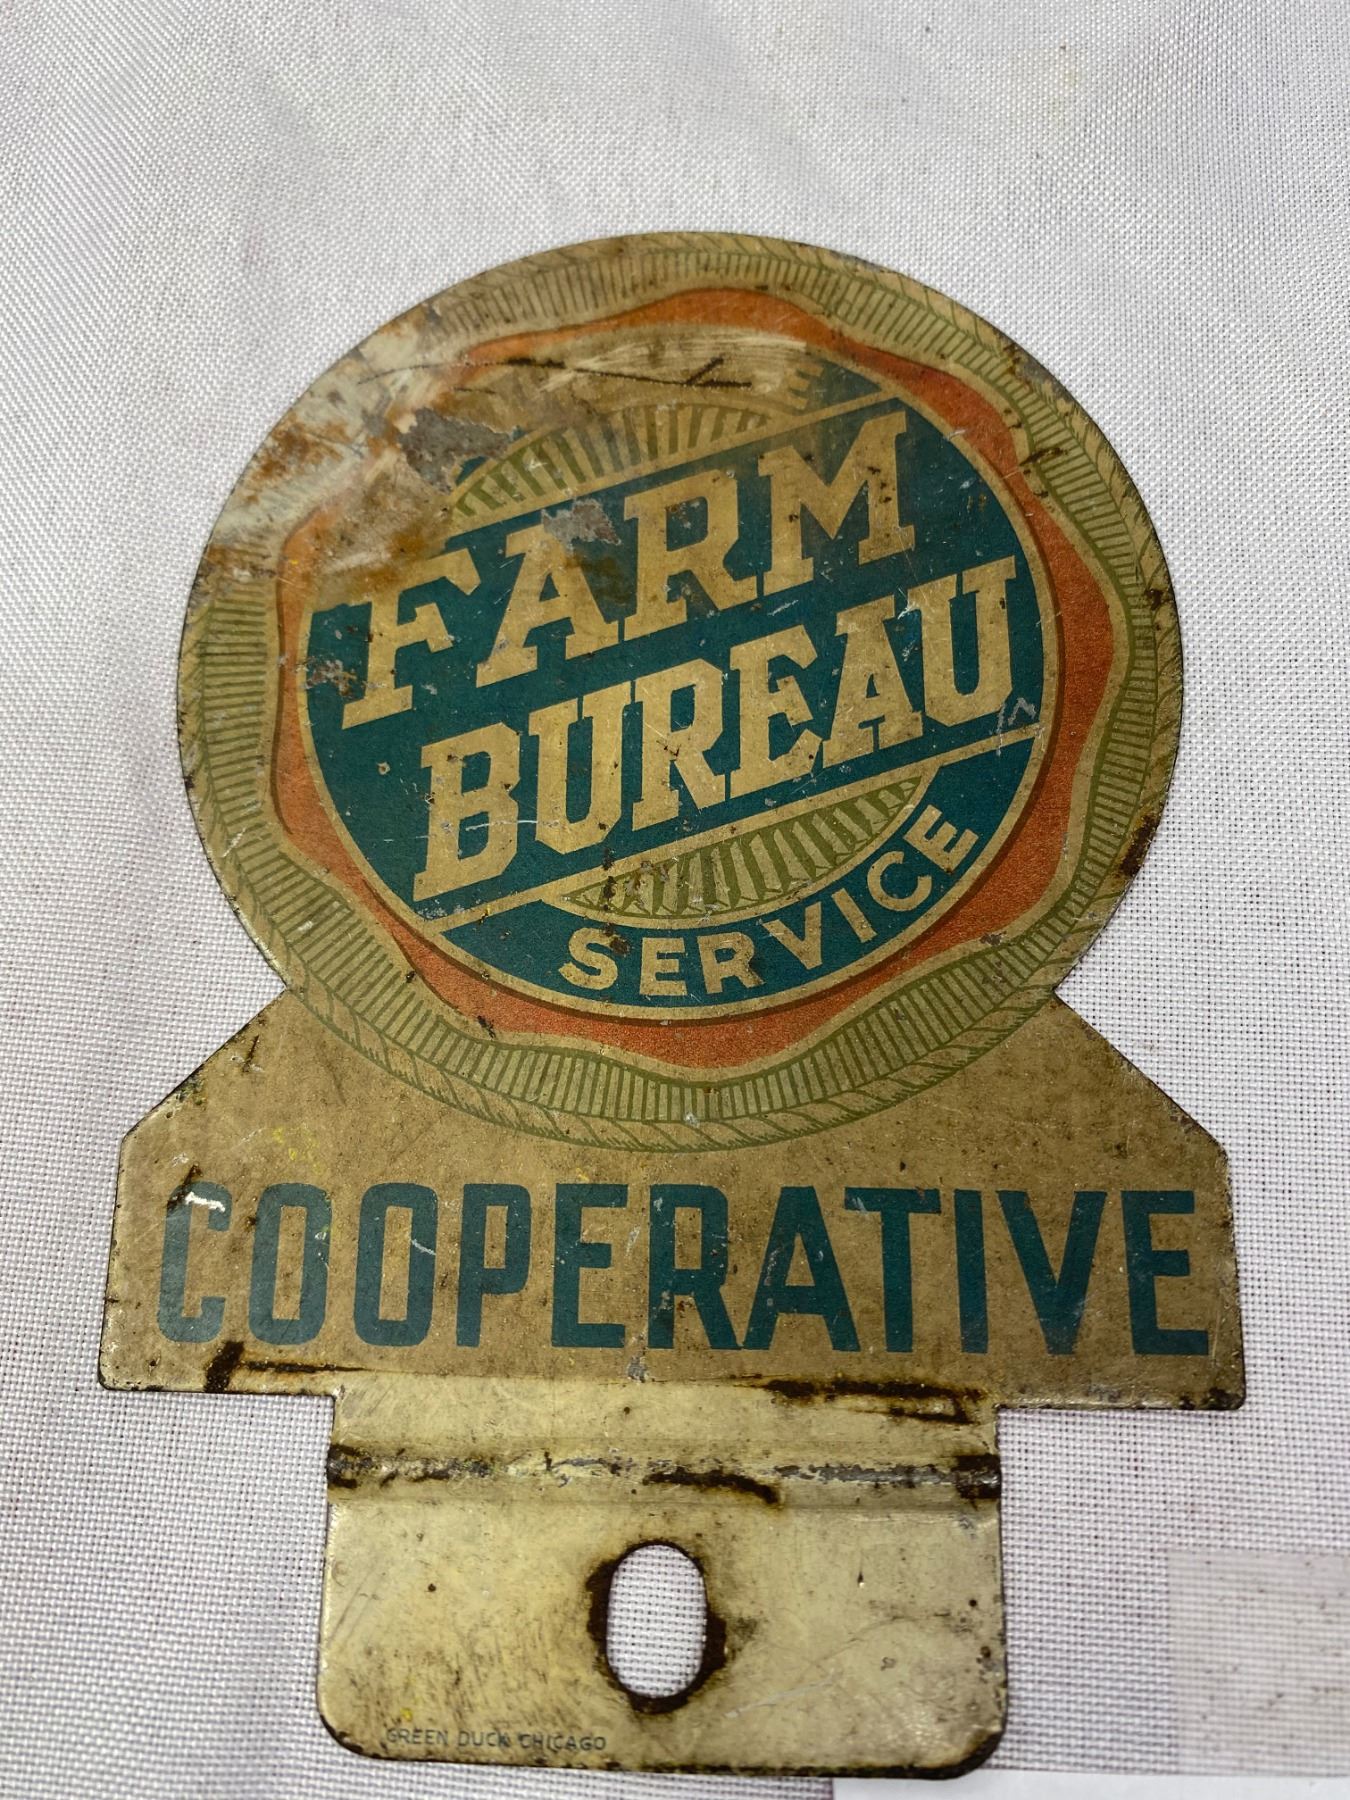 FARM
BUREAU
SERVICE
COOPERATIVE
GREEN DUCK CHICAGO